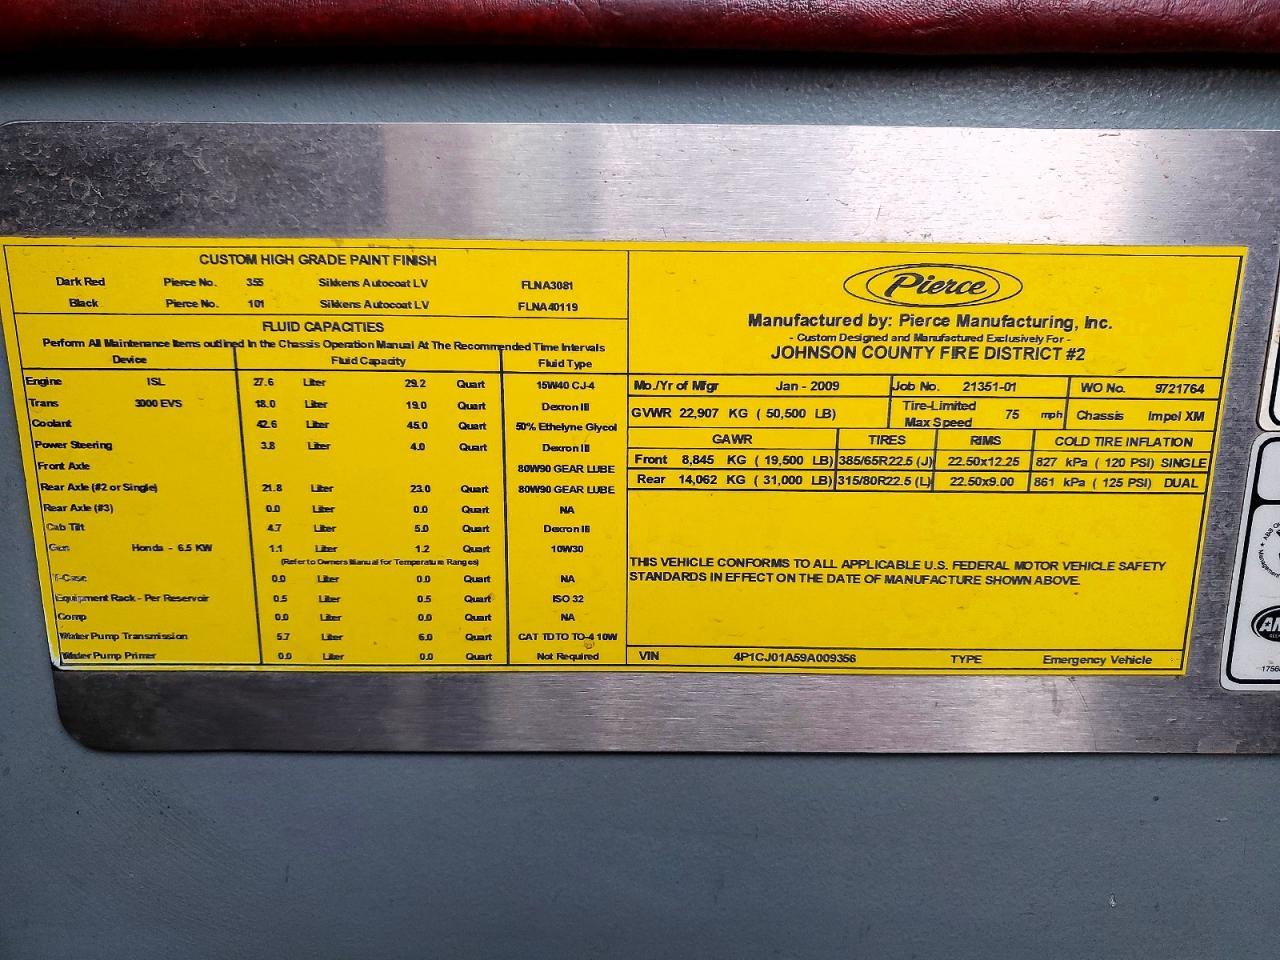 CUSTOM HIGH GRADE PAINT FINISH
Dark Red Pierce No. 355 Sikkens Autocoat LV FLNA3081
Black Pierce No. 101 Sikkens Autocoat LV FLNA40119
FLUID CAPACITIES
Perform All Maintenance Items outlined In the Chassis Operation Manual At The Recommended Time Intervals
Device Fluid Capacity Fluid Type
Engine ISL 27.6 Liter 29.2 Quart 15W40 CJ-4
Trans 3000 EVS 18.0 Liter 19.0 Quart Dexron III
Coolant 42.6 Liter 45.0 Quart 50% Ethelyne Glycol
Power Steering 3.8 Liter 4.0 Quart Dexron III
Front Axle 80W90 GEAR LUBE
Rear Axle (#2 or Single) 21.8 Liter 23.0 Quart 80W90 GEAR LUBE
Rear Axle (#3) 0.0 Liter 0.0 Quart NA
Cab Tilt 4.7 Liter 5.0 Quart Dexron III
Gen Honda - 6.5 KW 1.1 Liter 1.2 Quart 10W30
(Refer to Owners Manual for Temperature Ranges)
T-Case 0.0 Liter 0.0 Quart NA
Equipment Rack - Per Reservoir 0.5 Liter 0.5 Quart ISO 32
Comp 0.0 Liter 0.0 Quart NA
Water Pump Transmission 5.7 Liter 6.0 Quart CAT TDTO TO-4 10W
Water Pump Primer 0.0 Liter 0.0 Quart Not Required
Pierce
Manufactured by: Pierce Manufacturing, Inc.
- Custom Designed and Manufactured Exclusively For -
JOHNSON COUNTY FIRE DISTRICT #2
Mo./Yr of Mfgr Jan - 2009 Job No. 21351-01 WO No. 9721764
GVWR 22,907 KG ( 50,500 LB) Tire-Limited Max Speed 75 mph Chassis Impel XM
GAWR TIRES RIMS COLD TIRE INFLATION
Front 8,845 KG ( 19,500 LB) 385/65R22.5 (J) 22.50x12.25 827 kPa ( 120 PSI) SINGLE
Rear 14,062 KG ( 31,000 LB) 315/80R22.5 (L) 22.50x9.00 861 kPa ( 125 PSI) DUAL
THIS VEHICLE CONFORMS TO ALL APPLICABLE U.S. FEDERAL MOTOR VEHICLE SAFETY
STANDARDS IN EFFECT ON THE DATE OF MANUFACTURE SHOWN ABOVE.
VIN 4P1CJ01A59A009356 TYPE Emergency Vehicle